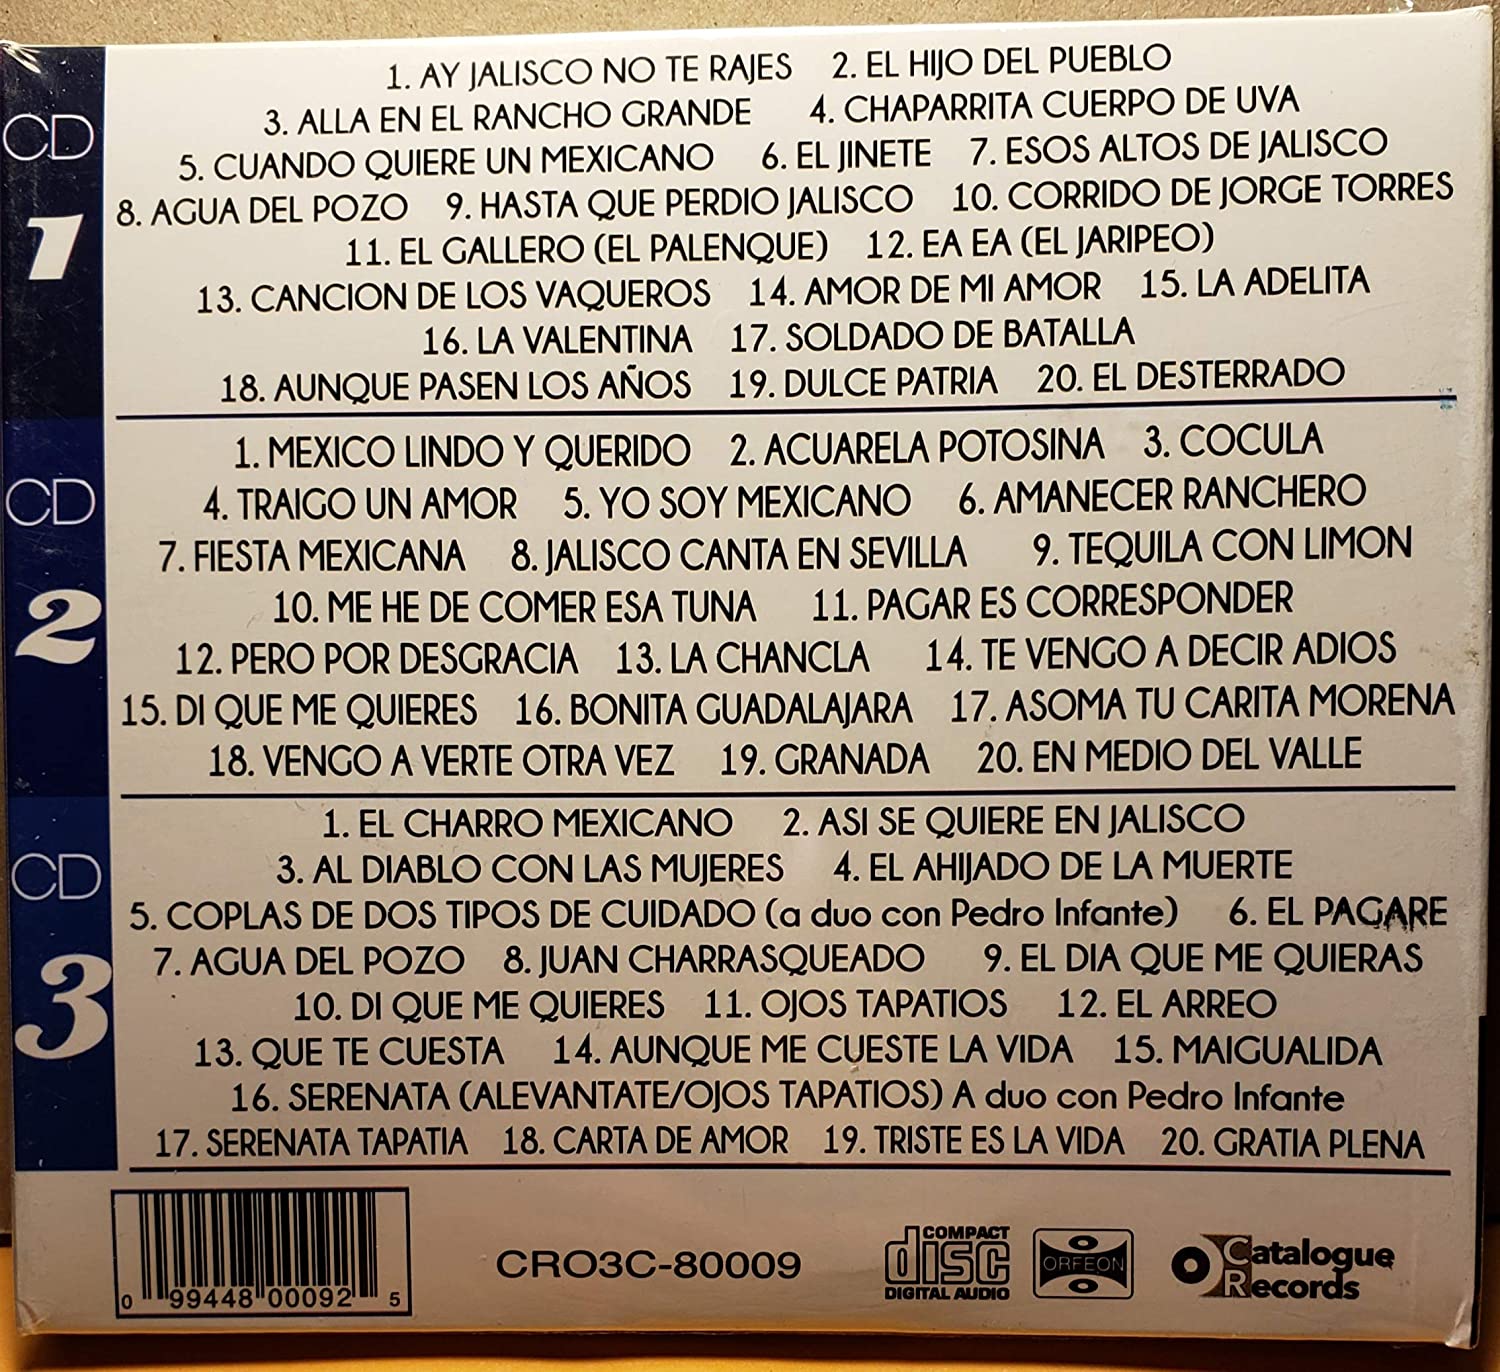 CD 1
1. AY JALISCO NO TE RAJES 2. EL HIJO DEL PUEBLO
3. ALLA EN EL RANCHO GRANDE 4. CHAPARRITA CUERPO DE UVA
5. CUANDO QUIERE UN MEXICANO 6. EL JINETE 7. ESOS ALTOS DE JALISCO
8. AGUA DEL POZO 9. HASTA QUE PERDIO JALISCO 10. CORRIDO DE JORGE TORRES
11. EL GALLERO (EL PALENQUE) 12. EA EA (EL JARIPEO)
13. CANCION DE LOS VAQUEROS 14. AMOR DE MI AMOR 15. LA ADELITA
16. LA VALENTINA 17. SOLDADO DE BATALLA
18. AUNQUE PASEN LOS AÑOS 19. DULCE PATRIA 20. EL DESTERRADO
CD 2
1. MEXICO LINDO Y QUERIDO 2. ACUARELA POTOSINA 3. COCULA
4. TRAIGO UN AMOR 5. YO SOY MEXICANO 6. AMANECER RANCHERO
7. FIESTA MEXICANA 8. JALISCO CANTA EN SEVILLA 9. TEQUILA CON LIMON
10. ME HE DE COMER ESA TUNA 11. PAGAR ES CORRESPONDER
12. PERO POR DESGRACIA 13. LA CHANCLA 14. TE VENGO A DECIR ADIOS
15. DI QUE ME QUIERES 16. BONITA GUADALAJARA 17. ASOMA TU CARITA MORENA
18. VENGO A VERTE OTRA VEZ 19. GRANADA 20. EN MEDIO DEL VALLE
CD 3
1. EL CHARRO MEXICANO 2. ASI SE QUIERE EN JALISCO
3. AL DIABLO CON LAS MUJERES 4. EL AHIJADO DE LA MUERTE
5. COPLAS DE DOS TIPOS DE CUIDADO (a duo con Pedro Infante) 6. EL PAGARE
7. AGUA DEL POZO 8. JUAN CHARRASQUEADO 9. EL DIA QUE ME QUIERAS
10. DI QUE ME QUIERES 11. OJOS TAPATIOS 12. EL ARREO
13. QUE TE CUESTA 14. AUNQUE ME CUESTE LA VIDA 15. MAIGUALIDA
16. SERENATA (ALEVANTATE/OJOS TAPATIOS) A duo con Pedro Infante
17. SERENATA TAPATIA 18. CARTA DE AMOR 19. TRISTE ES LA VIDA 20. GRATIA PLENA
0 99448 00092 5
CRO3C-80009
COMPACT
disc
DIGITAL AUDIO
ORFEON
Catalogue
Records